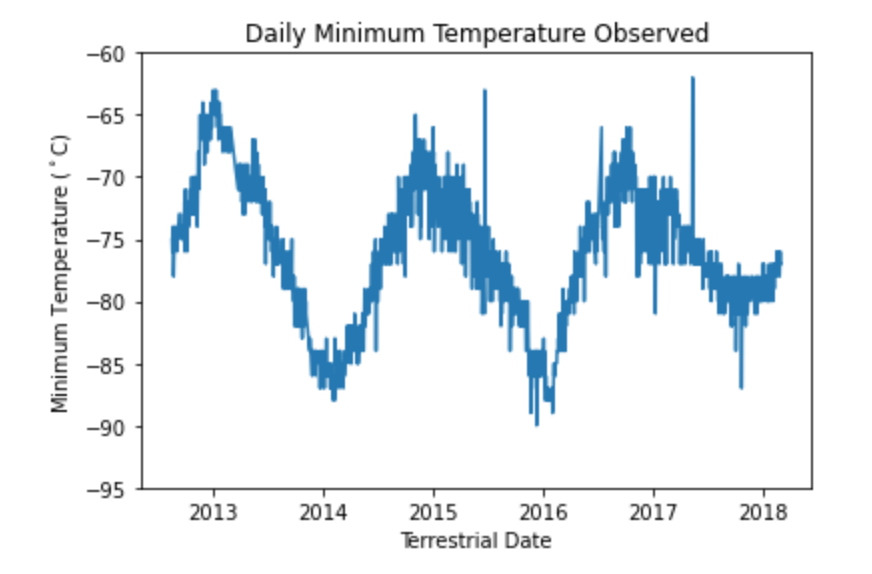 Daily Minimum Temperature Observed
−60
−65
−70
−75
−80
−85
−90
−95
Minimum Temperature ( ° C)
2013 2014 2015 2016 2017 2018
Terrestrial Date